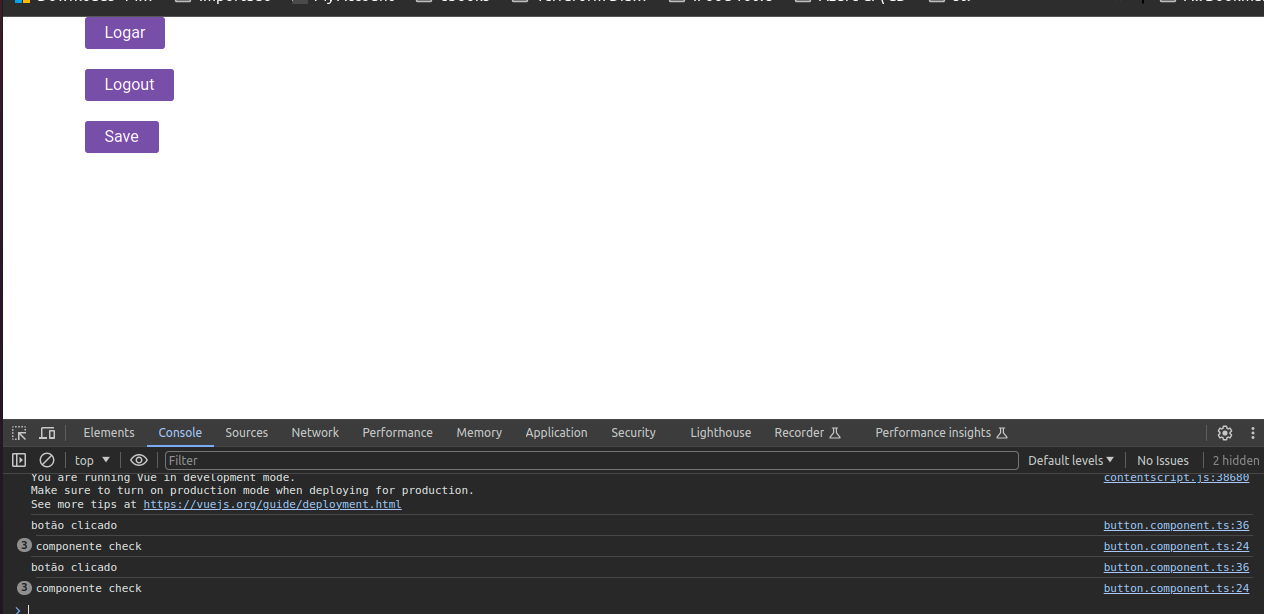 Logar
Logout
Save
Elements Console Sources Network Performance Memory Application Security Lighthouse Recorder Performance insights
top Filter Default levels No Issues 2 hidden
You are running Vue in development mode. contentscript.js:38680
Make sure to turn on production mode when deploying for production.
See more tips at https://vuejs.org/guide/deployment.html
botão clicado button.component.ts:36
3 componente check button.component.ts:24
botão clicado button.component.ts:36
3 componente check button.component.ts:24
>